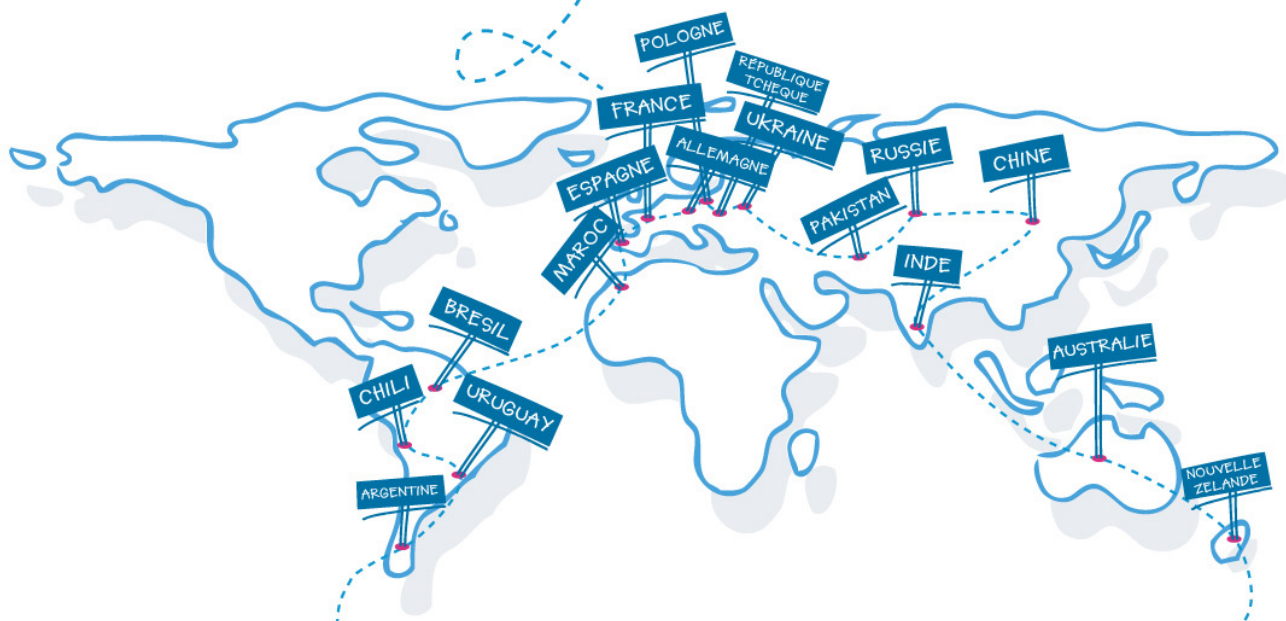 POLOGNE
RÉPUBLIQUE
TCHEQUE
FRANCE
UKRAINE
ALLEMAGNE
RUSSIE
CHINE
ESPAGNE
PAKISTAN
MAROC
INDE
BRESIL
AUSTRALIE
CHILI
URUGUAY
NOUVELLE
ZELANDE
ARGENTINE